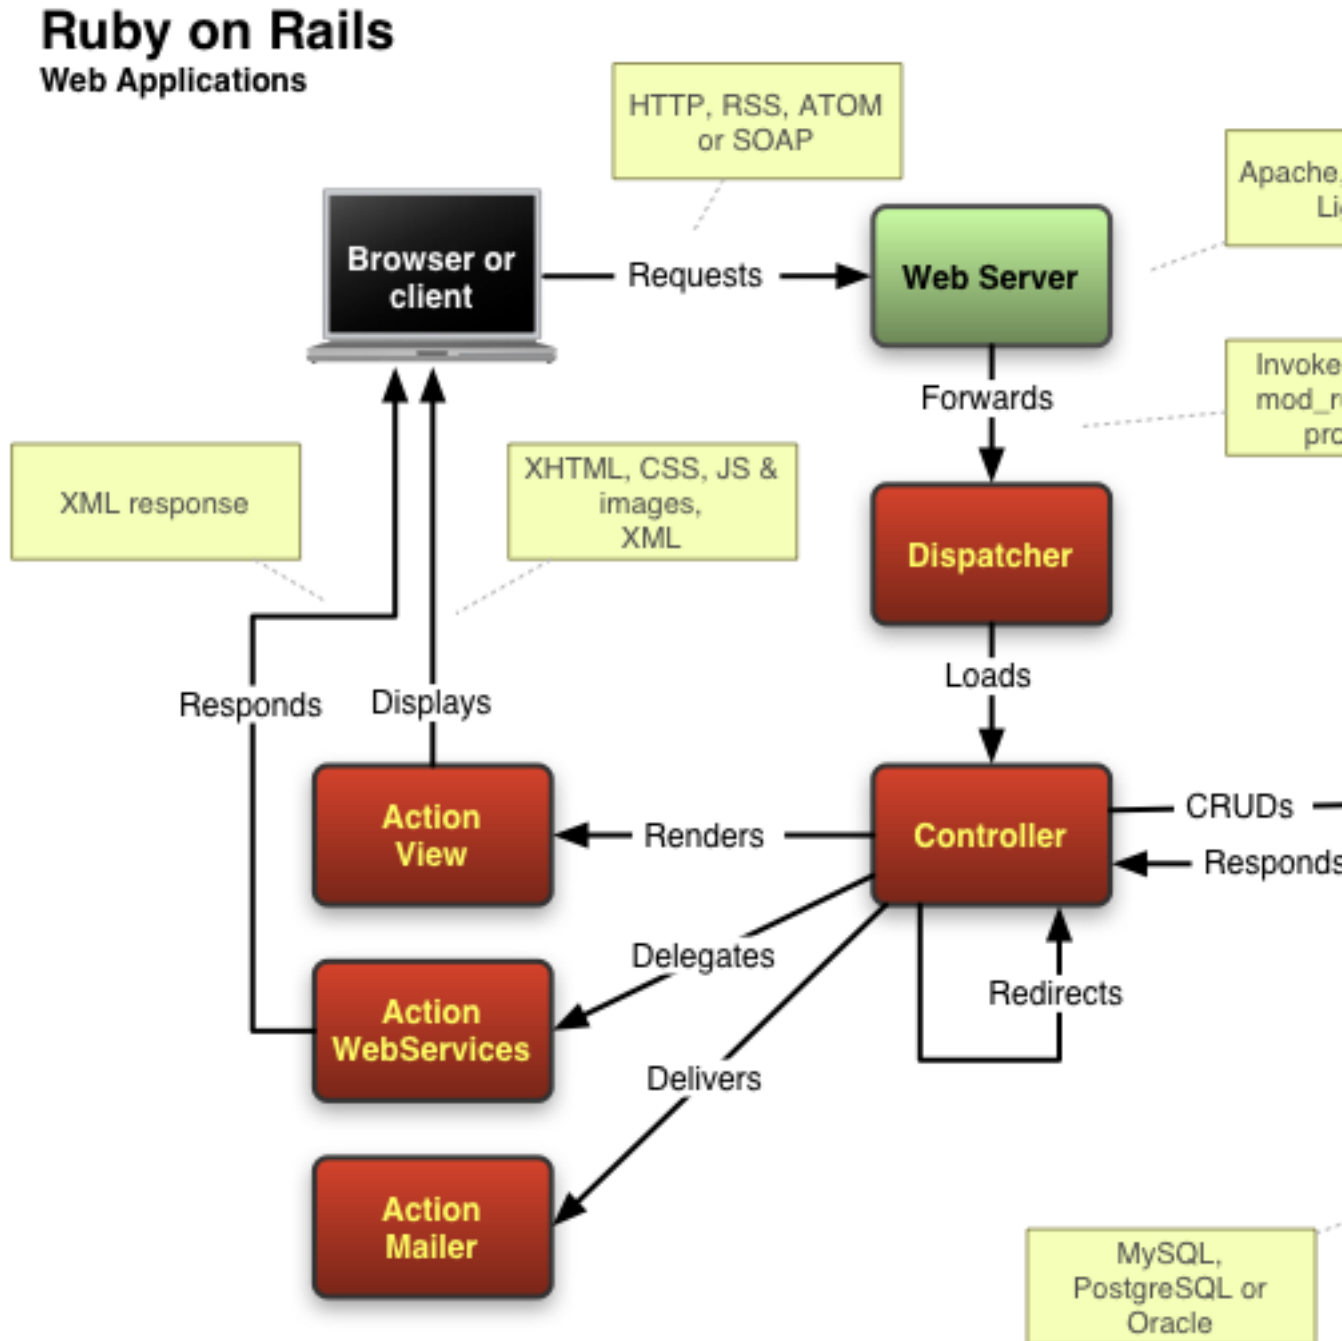 Ruby on Rails
Web Applications
HTTP, RSS, ATOM
or SOAP
Apache
Browser or
client
Requests
Web Server
Forwards
XML response
XHTML, CSS, JS &
images,
XML
Dispatcher
Loads
Responds
Displays
Action
View
Renders
Controller
CRUDs
Responds
Delegates
Redirects
Action
WebServices
Delivers
Action
Mailer
MySQL,
PostgreSQL or
Oracle